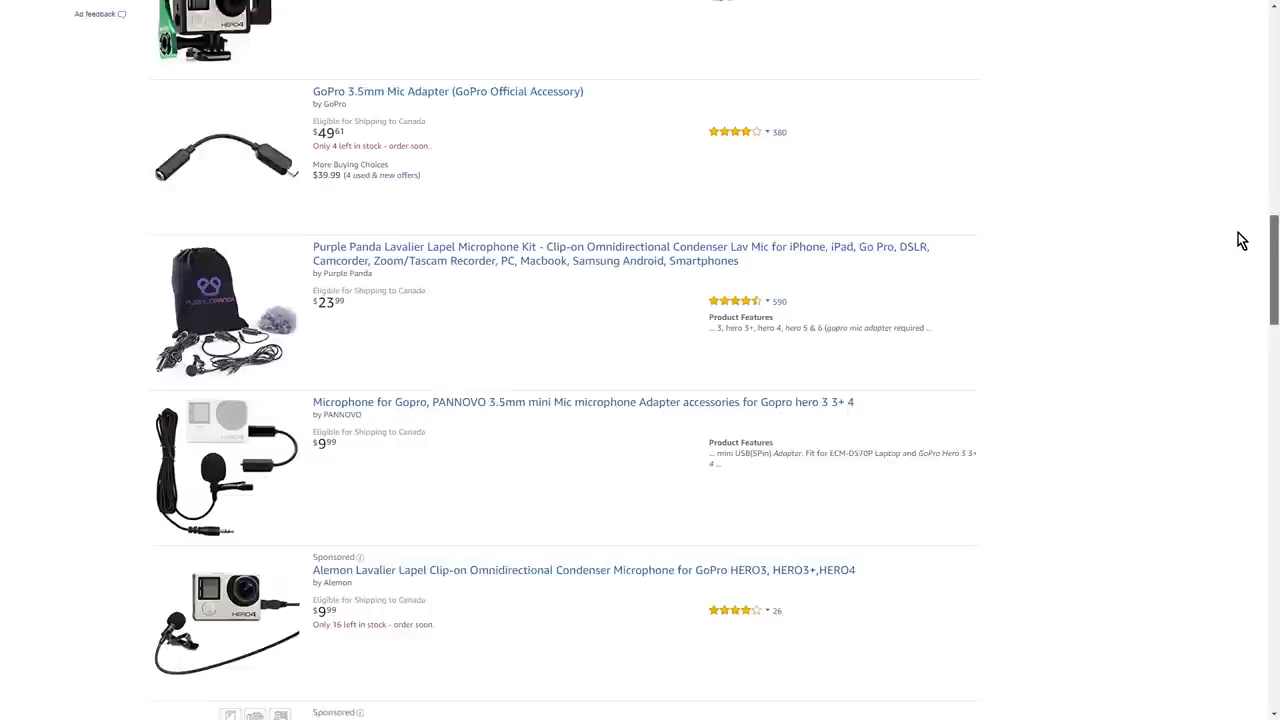 Ad feedback
HERO4
GoPro 3.5mm Mic Adapter (GoPro Official Accessory)
by GoPro
Eligible for Shipping to Canada
$49 61
380
Only 4 left in stock - order soon.
More Buying Choices
$39.99 (4 used & new offers)
Purple Panda Lavalier Lapel Microphone Kit - Clip-on Omnidirectional Condenser Lav Mic for iPhone, iPad, Go Pro, DSLR,
Camcorder, Zoom/Tascam Recorder, PC, Macbook, Samsung Android, Smartphones
by Purple Panda
Eligible for Shipping to Canada
$23 99
590
Product Features
... 3, hero 3+, hero 4, hero 5 & 6 (gopro mic adapter required ...
PURPLEPANDA
Microphone for Gopro, PANNOVO 3.5mm mini Mic microphone Adapter accessories for Gopro hero 3 3+ 4
by PANNOVO
Eligible for Shipping to Canada
$9 99
Product Features
... mini USB(5Pin) Adapter. Fit for ECM-DS70P Laptop and GoPro Hero 3 3+
4 ...
Sponsored
Alemon Lavalier Lapel Clip-on Omnidirectional Condenser Microphone for GoPro HERO3, HERO3+,HERO4
by Alemon
Eligible for Shipping to Canada
$9 99
26
Only 16 left in stock - order soon.
HERO4
Sponsored